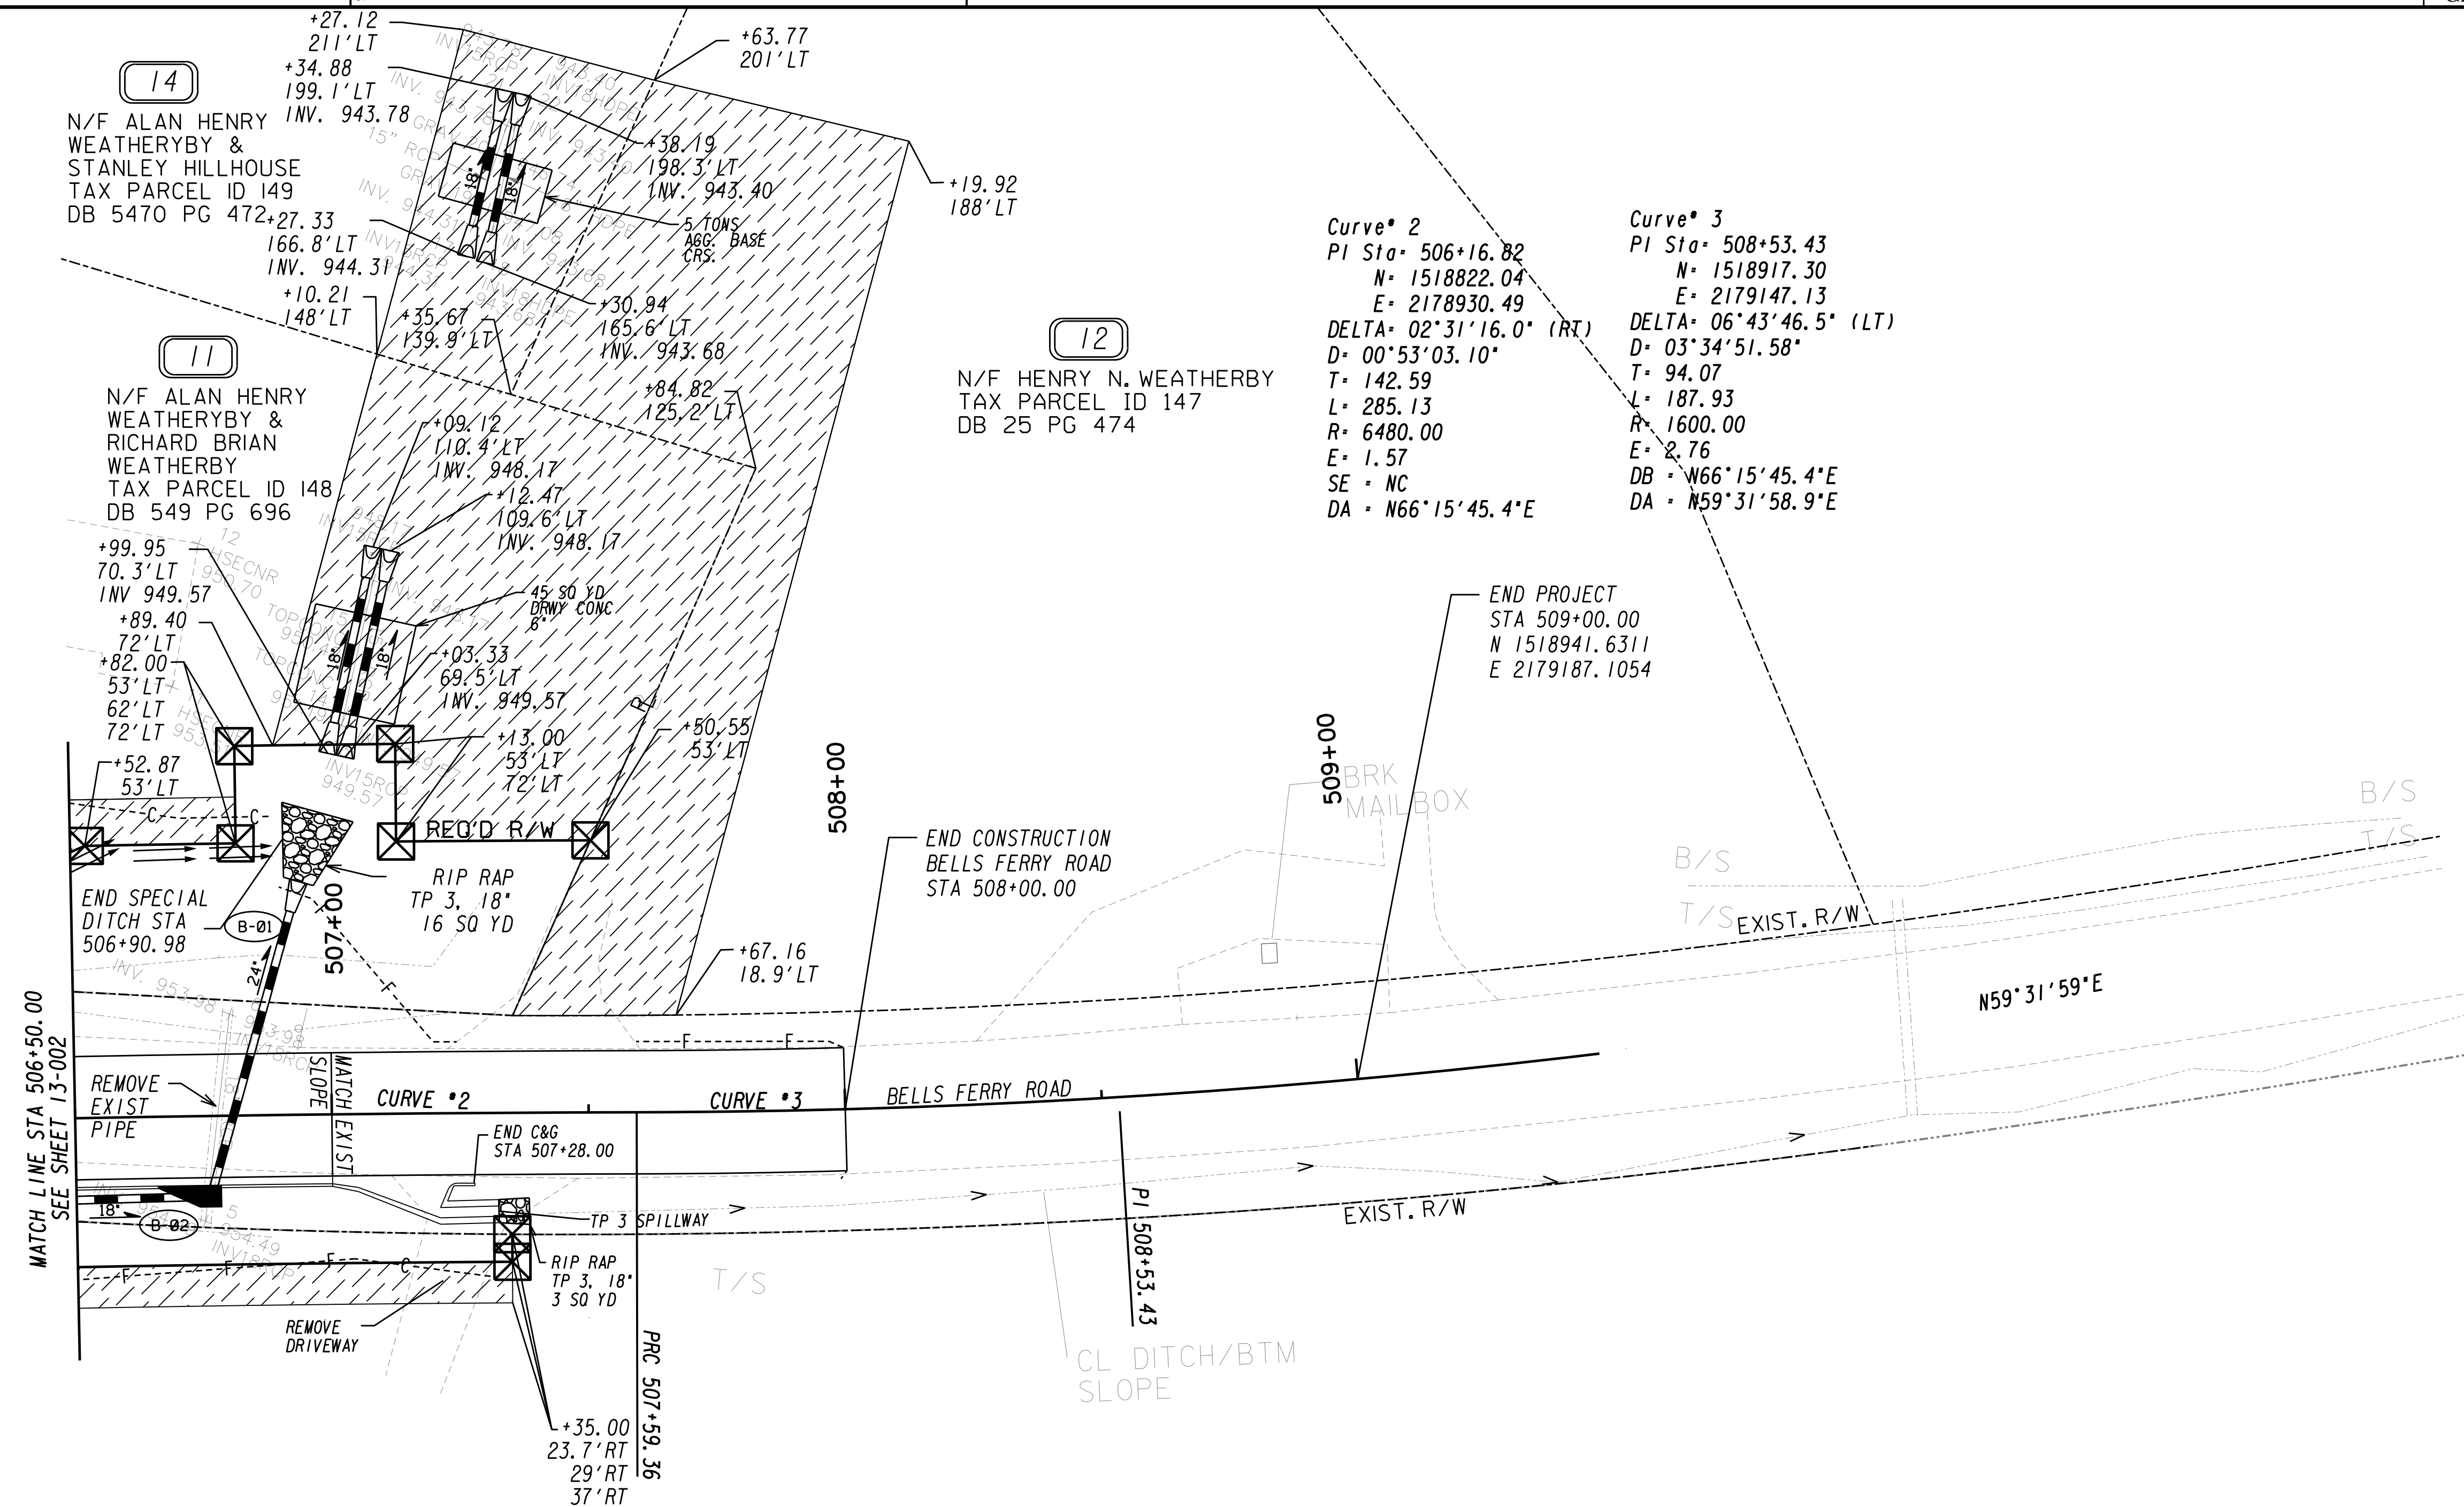 +27.12
211'LT
+34.88
199.1'LT
INV. 943.78
+63.77
201'LT
14
N/F ALAN HENRY
WEATHERYBY &
STANLEY HILLHOUSE
TAX PARCEL ID 149
DB 5470 PG 472
+38.19
198.3'LT
INV. 943.40
18"
18"
5 TONS
AGG. BASE
CRS.
+19.92
188'LT
+27.33
166.8'LT
INV. 944.31
+10.21
148'LT
+35.67
139.9'LT
+30.94
165.6'LT
INV. 943.68
+84.82
125.2'LT
11
N/F ALAN HENRY
WEATHERYBY &
RICHARD BRIAN
WEATHERBY
TAX PARCEL ID 148
DB 549 PG 696
12
N/F HENRY N. WEATHERBY
TAX PARCEL ID 147
DB 25 PG 474
Curve# 2
PI Sta= 506+16.82
N= 1518822.04
E= 2178930.49
DELTA= 02°31'16.0" (RT)
D= 00°53'03.10"
T= 142.59
L= 285.13
R= 6480.00
E= 1.57
SE = NC
DA = N66°15'45.4"E
Curve# 3
PI Sta= 508+53.43
N= 1518917.30
E= 2179147.13
DELTA= 06°43'46.5" (LT)
D= 03°34'51.58"
T= 94.07
L= 187.93
R= 1600.00
E= 2.76
DB = N66°15'45.4"E
DA = N59°31'58.9"E
+09.12
110.4'LT
INV. 948.17
+12.47
109.6'LT
INV. 948.17
+99.95
70.3'LT
INV 949.57
+89.40
72'LT
+82.00
53'LT
62'LT
72'LT
45 SQ YD
DRWY CONC
6"
18"
18"
+03.33
69.5'LT
INV. 949.57
12
HSECNR
950.70
INV15RCP
949.57
+13.00
53'LT
72'LT
+50.55
53'LT
+52.87
53'LT
C
C
REQ'D R/W
508+00
509+00
END PROJECT
STA 509+00.00
N 1518941.6311
E 2179187.1054
BRK
MAILBOX
B/S
T/S
B/S
T/S
END CONSTRUCTION
BELLS FERRY ROAD
STA 508+00.00
RIP RAP
TP 3, 18"
16 SQ YD
END SPECIAL
DITCH STA
506+90.98
B-01
507+00
24"
F
F
F
F
+67.16
18.9'LT
EXIST. R/W
N59°31'59"E
INV. 953.98
MATCH LINE STA 506+50.00
SEE SHEET 13-002
REMOVE
EXIST
PIPE
MATCH EXIST
SLOPE
CURVE #2
CURVE #3
BELLS FERRY ROAD
END C&G
STA 507+28.00
18"
B-02
5
954.49
INV18RCP
TP 3 SPILLWAY
RIP RAP
TP 3, 18"
3 SQ YD
F
F
F
C
REMOVE
DRIVEWAY
T/S
EXIST. R/W
PI 508+53.43
PRC 507+59.36
CL DITCH/BTM
SLOPE
+35.00
23.7'RT
29'RT
37'RT